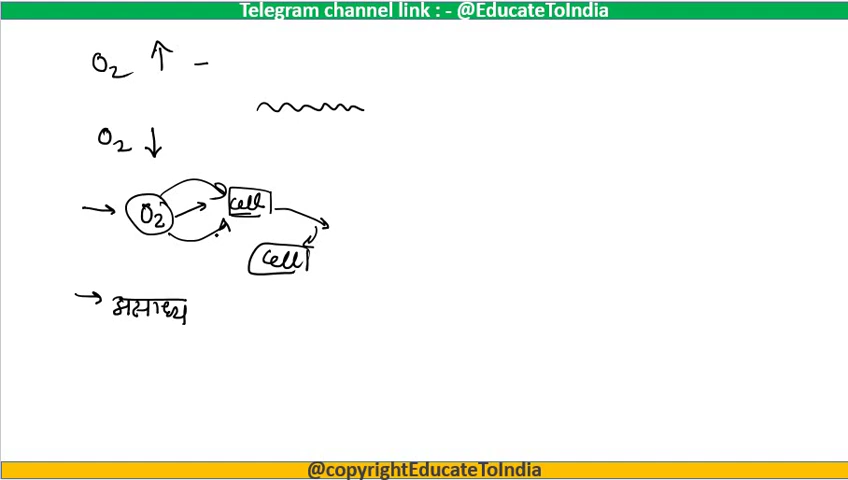 Telegram channel link : - @EducateToIndia
O₂ ↑ -
O₂ ↓
→ O₂ → cell →
cell
→ असाध्य
@copyrightEducateToIndia